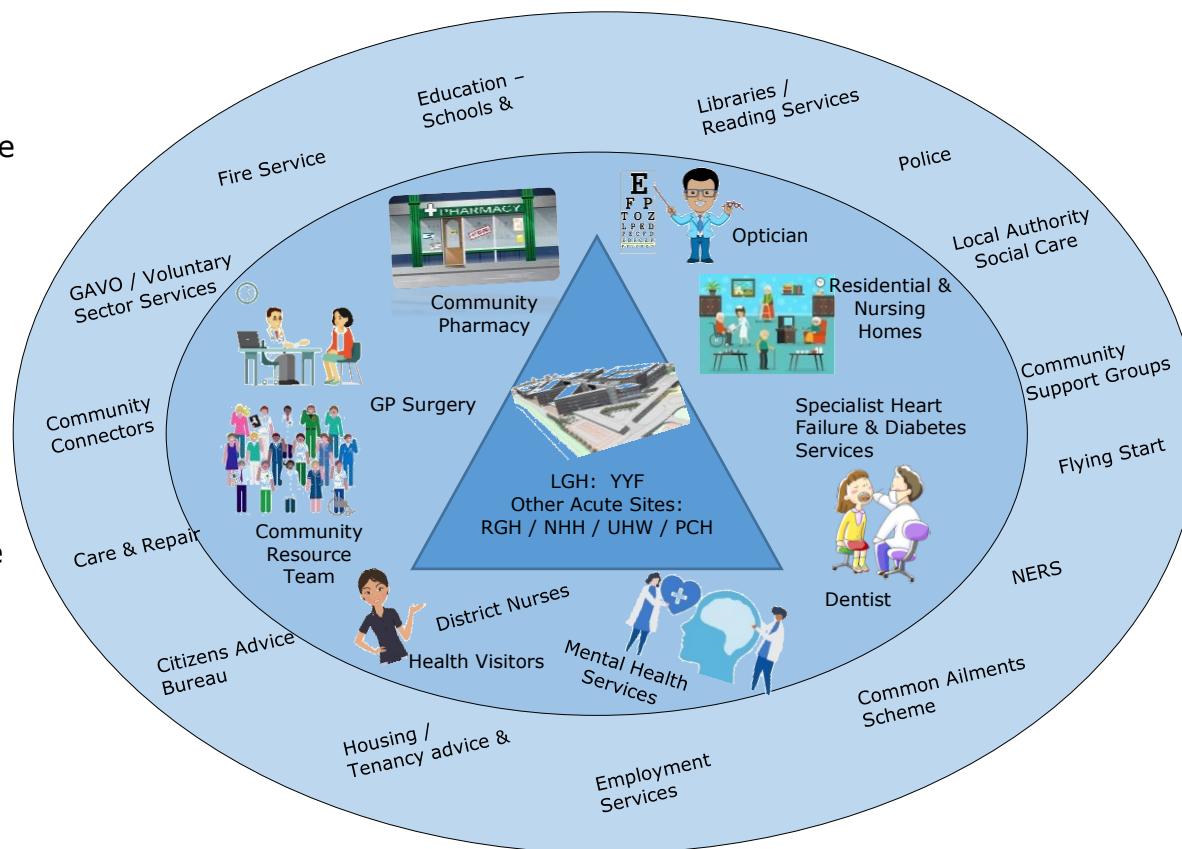 Education –
Schools &
Libraries /
Reading Services
Fire Service
Police
GAVO / Voluntary
Sector Services
Local Authority
Social Care
PHARMACY
Community
Pharmacy
E
F P
T O Z
L P E D
P E C F D
Optician
Residential &
Nursing
Homes
Community
Connectors
GP Surgery
Community
Support Groups
Specialist Heart
Failure & Diabetes
Services
Flying Start
LGH: YYF
Other Acute Sites:
RGH / NHH / UHW / PCH
Care & Repair
Community
Resource
Team
NERS
Dentist
District Nurses
Health Visitors
Mental Health
Services
Citizens Advice
Bureau
Common Ailments
Scheme
Housing /
Tenancy advice &
Employment
Services